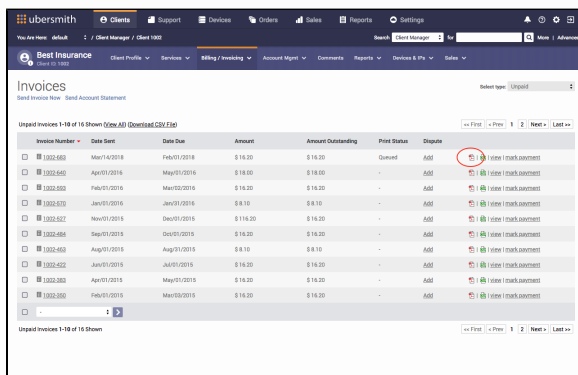 ubersmith Clients Support Devices Orders Sales Reports Settings
You Are Here: default / Client Manager / Client 1002 Search Client Manager for More | Advanced
Best Insurance Client Profile Services Billing / Invoicing Account Mgmt Comments Reports Devices & IPs Sales
Client ID 1002
Invoices
Select type: Unpaid
Send Invoice Now Send Account Statement
Unpaid Invoices 1-10 of 16 Shown (View All) (Download CSV File) << First < Prev 1 2 Next > Last >>
Invoice Number Date Sent Date Due Amount Amount Outstanding Print Status Dispute
1002-683 Mar/14/2018 Feb/01/2018 $ 16.20 $ 16.20 Queued Add | | view | mark payment
1002-640 Apr/01/2016 May/01/2016 $ 18.00 $ 18.00 - Add | | view | mark payment
1002-593 Feb/01/2016 Mar/02/2016 $ 16.20 $ 16.20 - Add | | view | mark payment
1002-570 Jan/01/2016 Jan/31/2016 $ 8.10 $ 8.10 - Add | | view | mark payment
1002-527 Nov/01/2015 Dec/01/2015 $ 116.20 $ 16.20 - Add | | view | mark payment
1002-484 Sep/01/2015 Oct/01/2015 $ 16.20 $ 16.20 - Add | | view | mark payment
1002-463 Aug/01/2015 Aug/31/2015 $ 8.10 $ 8.10 - Add | | view | mark payment
1002-422 Jun/01/2015 Jul/01/2015 $ 16.20 $ 16.20 - Add | | view | mark payment
1002-383 Apr/01/2015 May/01/2015 $ 16.20 $ 16.20 - Add | | view | mark payment
1002-350 Feb/01/2015 Mar/03/2015 $ 16.20 $ 16.20 - Add | | view | mark payment
-
Unpaid Invoices 1-10 of 16 Shown << First < Prev 1 2 Next > Last >>